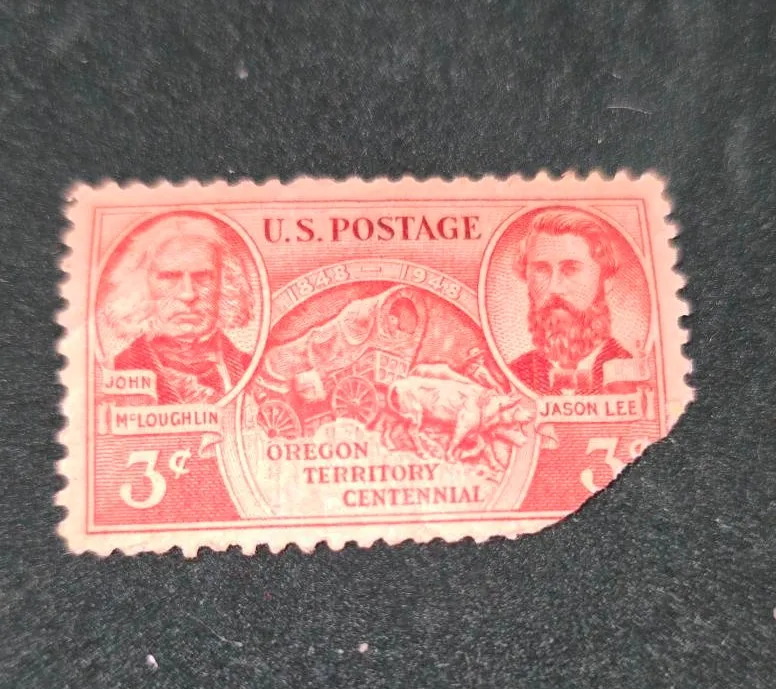 U.S. POSTAGE
1848 — 1948
JOHN
McLOUGHLIN
JASON LEE
3¢
OREGON
TERRITORY
CENTENNIAL
3¢